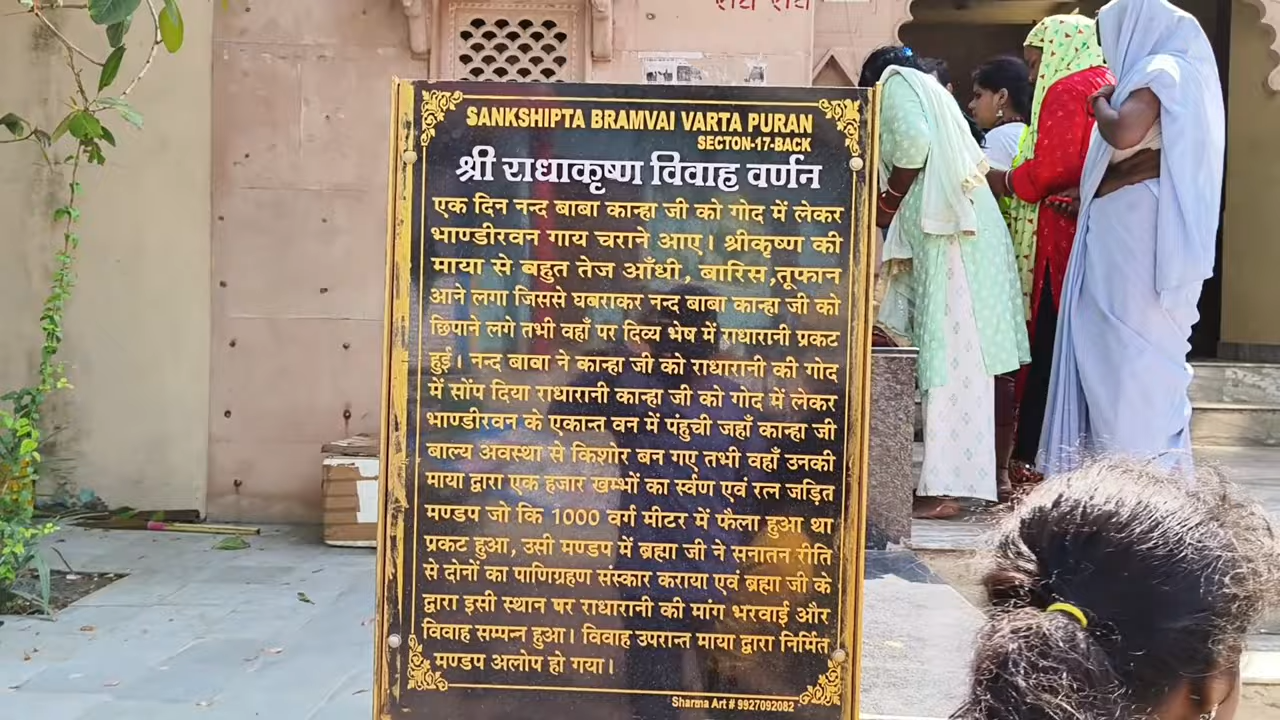 राधे राधे
SANKSHIPTA BRAMVAI VARTA PURAN
SECTON-17-BACK
श्री राधाकृष्ण विवाह वर्णन
एक दिन नन्द बाबा कान्हा जी को गोद में लेकर
भाण्डीरवन गाय चराने आए। श्रीकृष्ण की
माया से बहुत तेज आँधी, बारिस,तूफान
आने लगा जिससे घबराकर नन्द बाबा कान्हा जी को
छिपाने लगे तभी वहाँ पर दिव्य भेष में राधारानी प्रकट
हुई। नन्द बाबा ने कान्हा जी को राधारानी की गोद
में सोंप दिया राधारानी कान्हा जी को गोद में लेकर
भाण्डीरवन के एकान्त वन में पंहुची जहाँ कान्हा जी
बाल्य अवस्था से किशोर बन गए तभी वहाँ उनकी
माया द्वारा एक हजार खम्भों का र्स्वण एवं रत्न जड़ित
मण्डप जो कि 1000 वर्ग मीटर में फैला हुआ था
प्रकट हुआ, उसी मण्डप में ब्रह्मा जी ने सनातन रीति
से दोनों का पाणिग्रहण संस्कार कराया एवं ब्रह्मा जी के
द्वारा इसी स्थान पर राधारानी की मांग भरवाई और
विवाह सम्पन्न हुआ। विवाह उपरान्त माया द्वारा निर्मित
मण्डप अलोप हो गया।
Sharma Art # 9927092082